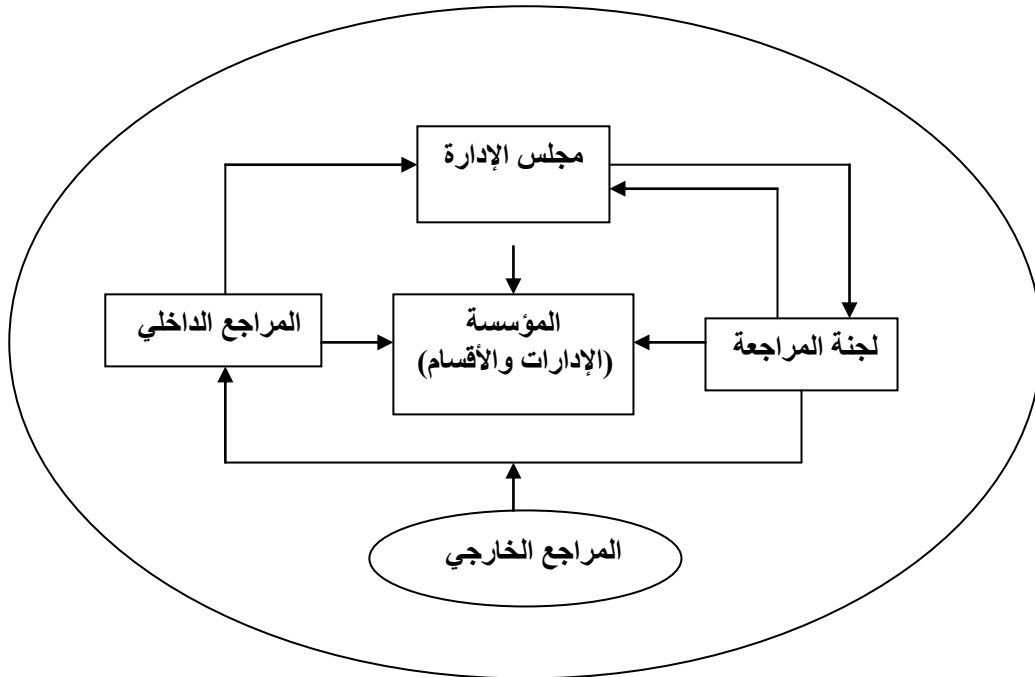 مجلس الإدارة
لجنة المراجعة
المؤسسة
(الإدارات والأقسام)
المراجع الداخلي
المراجع الخارجي